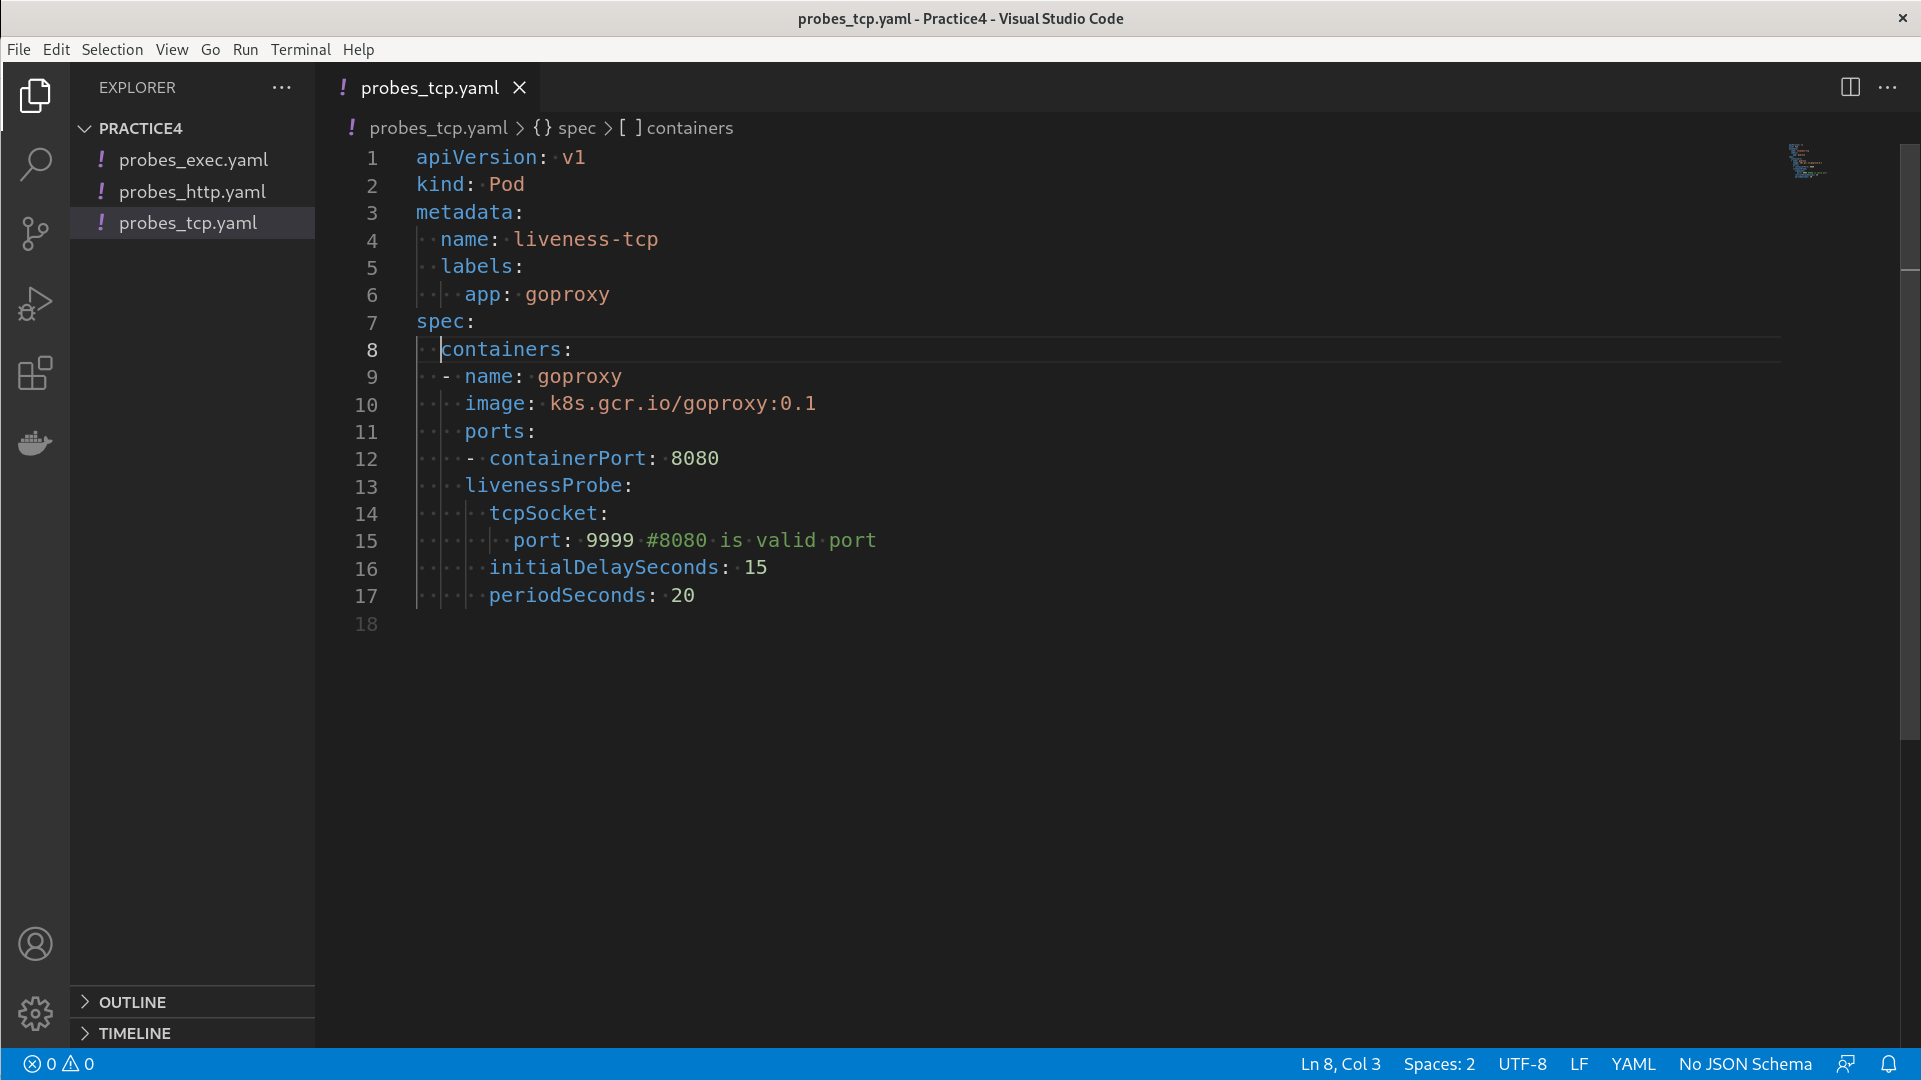 probes_tcp.yaml - Practice4 - Visual Studio Code
File Edit Selection View Go Run Terminal Help
EXPLORER
PRACTICE4
probes_exec.yaml
probes_http.yaml
probes_tcp.yaml
OUTLINE
TIMELINE
probes_tcp.yaml
probes_tcp.yaml > {} spec > [ ] containers
1 apiVersion: v1
2 kind: Pod
3 metadata:
4   name: liveness-tcp
5   labels:
6     app: goproxy
7 spec:
8   containers:
9   - name: goproxy
10     image: k8s.gcr.io/goproxy:0.1
11     ports:
12     - containerPort: 8080
13     livenessProbe:
14       tcpSocket:
15         port: 9999 #8080 is valid port
16       initialDelaySeconds: 15
17       periodSeconds: 20
18
0 0 Ln 8, Col 3 Spaces: 2 UTF-8 LF YAML No JSON Schema